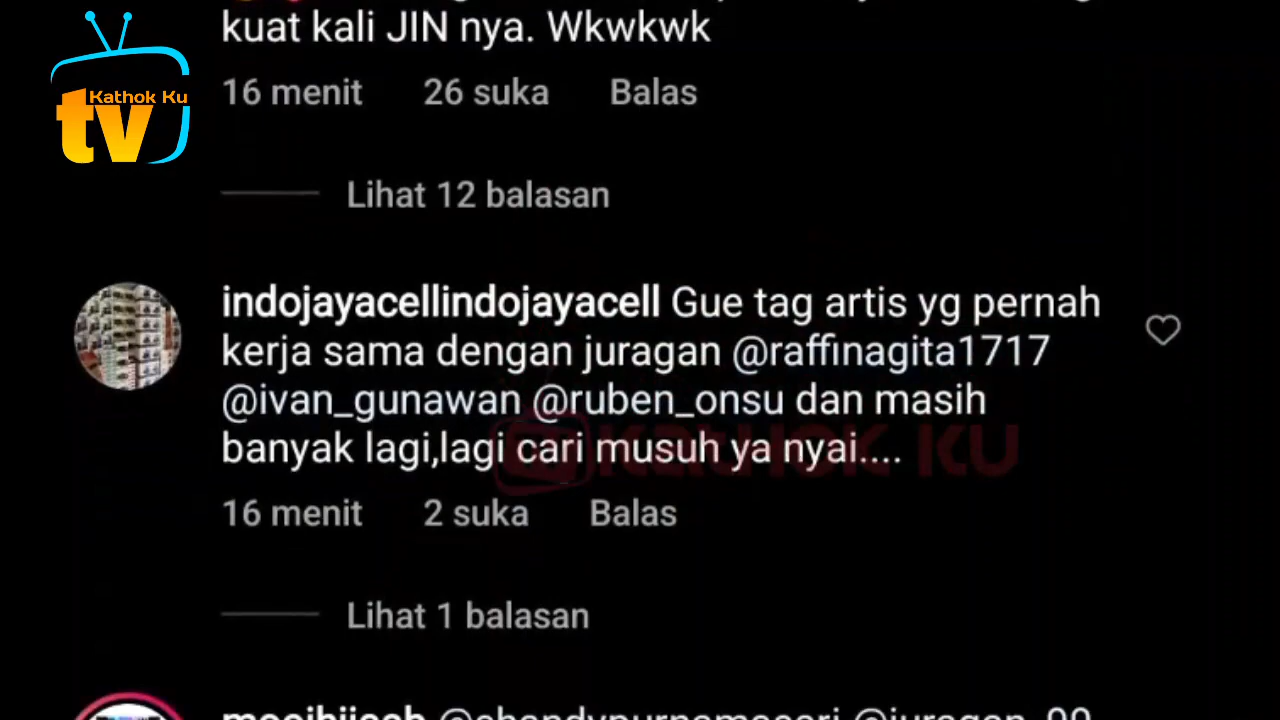 kuat kali JIN nya. Wkwkwk
Kathok Ku
tv
16 menit 26 suka Balas
Lihat 12 balasan
indojayacellindojayacell Gue tag artis yg pernah
kerja sama dengan juragan @raffinagita1717
@ivan_gunawan @ruben_onsu dan masih
banyak lagi,lagi cari musuh ya nyai....
KATHOK KU
16 menit 2 suka Balas
Lihat 1 balasan